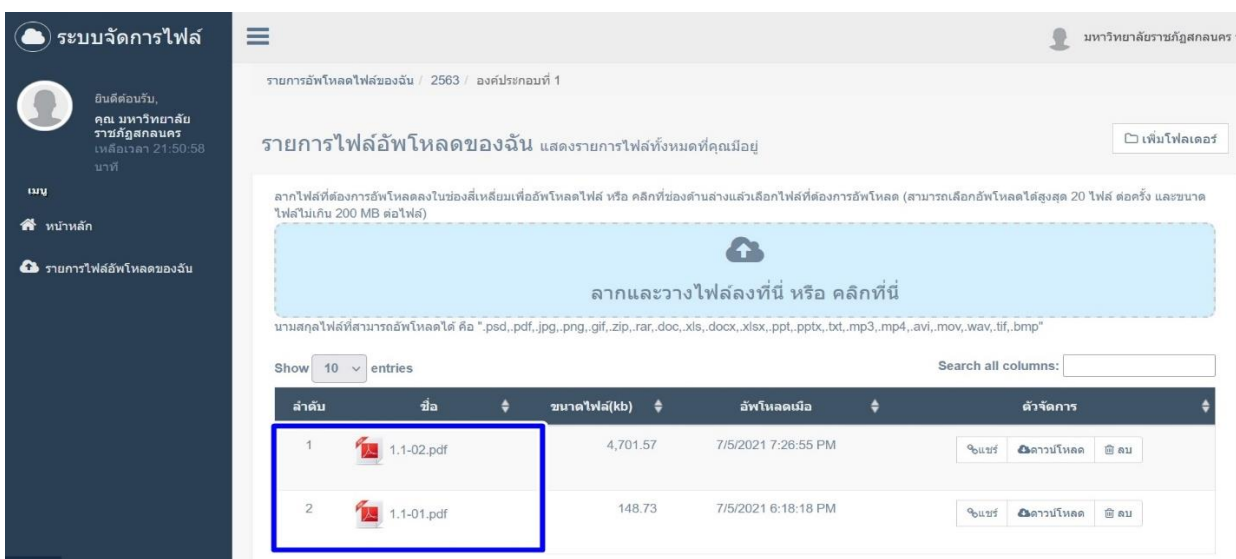 ระบบจัดการไฟล์
มหาวิทยาลัยราชภัฏสกลนคร
ยินดีต่อนรับ,
คุณ มหาวิทยาลัย
ราชภัฏสกลนคร
เหลือเวลา 21:50:58
นาที
เมนู
หน้าหลัก
รายการไฟล์อัพโหลดของฉัน
รายการอัพโหลดไฟล์ของฉัน / 2563 / องค์ประกอบที่ 1
รายการไฟล์อัพโหลดของฉัน แสดงรายการไฟล์ทั้งหมดที่คุณมีอยู่
เพิ่มโฟลเดอร์
ลากไฟล์ที่ต้องการอัพโหลดลงในช่องสี่เหลี่ยมเพื่ออัพโหลดไฟล์ หรือ คลิกที่ช่องด้านล่างแล้วเลือกไฟล์ที่ต้องการอัพโหลด (สามารถเลือกอัพโหลดได้สูงสุด 20 ไฟล์ ต่อครั้ง และขนาด
ไฟล์ไม่เกิน 200 MB ต่อไฟล์)
ลากและวางไฟล์ลงที่นี่ หรือ คลิกที่นี่
นามสกุลไฟล์ที่สามารถอัพโหลดได้ คือ ".psd,.pdf,.jpg,.png,.gif,.zip,.rar,.doc,.xls,.docx,.xlsx,.ppt,.pptx,.txt,.mp3,.mp4,.avi,.mov,.wav,.tif,.bmp"
Show 10 entries
Search all columns:
ลำดับ ชื่อ ขนาดไฟล์(kb) อัพโหลดเมื่อ ตัวจัดการ
1 1.1-02.pdf 4,701.57 7/5/2021 7:26:55 PM แชร์ ดาวน์โหลด ลบ
2 1.1-01.pdf 148.73 7/5/2021 6:18:18 PM แชร์ ดาวน์โหลด ลบ